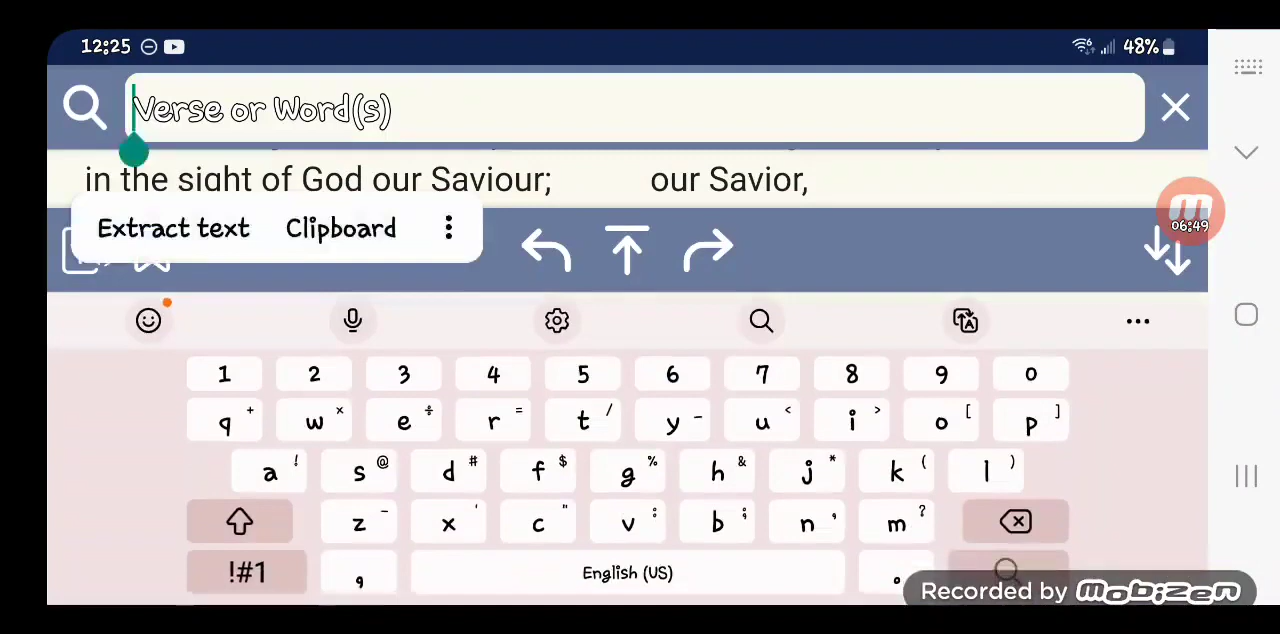 12:25 48%
Verse or Word(s)
in the sight of God our Saviour; our Savior,
Extract text Clipboard
06:49
1 2 3 4 5 6 7 8 9 0
q + w × e ÷ r = t / y - u < i > o [ p ]
a ! s @ d # f $ g % h & j * k ( l )
z - x ' c " v : b ; n , m ?
!#1 , English (US) .
Recorded by mobizen